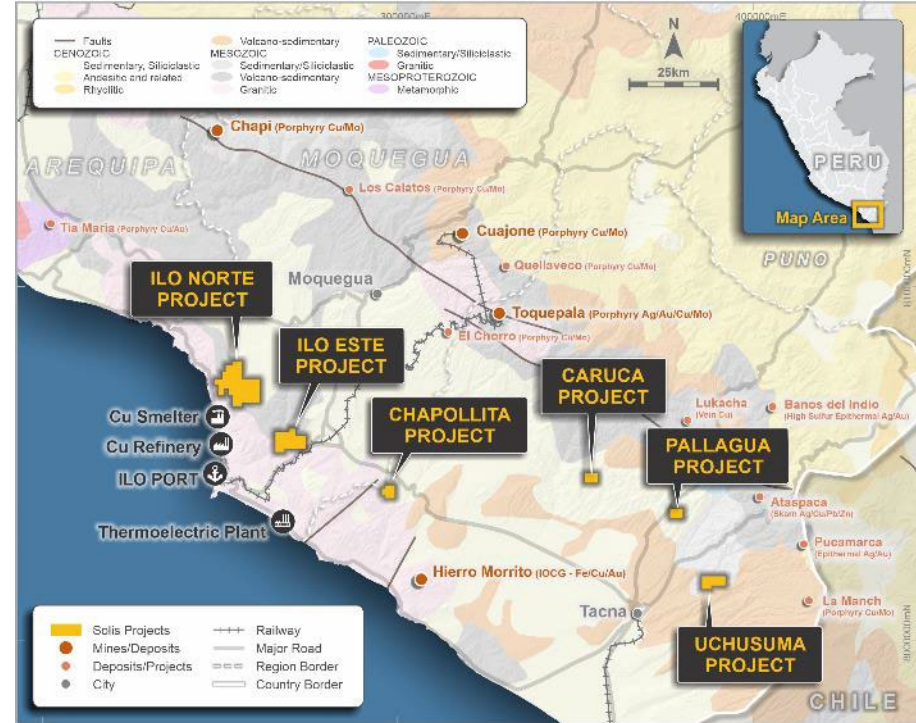 300000mE
400000mE
Faults
CENOZOIC
Sedimentary, Siliciclastic
Andesitic and related
Rhyolitic
Volcano-sedimentary
MESOZOIC
Sedimentary/Siliciclastic
Volcano-sedimentary
Granitic
PALEOZOIC
Sedimentary/Siliciclastic
Granitic
MESOPROTEROZOIC
Metamorphic
N
25km
PERU
Map Area
Chapi (Porphyry Cu/Mo)
AREQUIPA
MOQUEGUA
Los Calatos (Porphyry Cu/Mo)
Tia Maria (Porphyry Cu/Au)
Cuajone (Porphyry Cu/Mo)
PUNO
Quellaveco (Porphyry Cu/Mo)
ILO NORTE
PROJECT
Moquegua
Toquepala (Porphyry Ag/Au/Cu/Mo)
El Chorro (Porphyry Cu/Mo)
ILO ESTE
PROJECT
CARUCA
PROJECT
CHAPOLLITA
PROJECT
Lukacha
(Vein Cu)
Banos del Indio
(High Sulfur Epithermal Ag/Au)
Cu Smelter
Cu Refinery
ILO PORT
PALLAGUA
PROJECT
Ataspaca
(Skarn Ag/Cu/Pb/Zn)
Thermoelectric Plant
Pucamarca
(Epithermal Ag/Au)
Hierro Morrito (IOCG - Fe/Cu/Au)
Tacna
La Manch
(Porphyry Cu/Mo)
UCHUSUMA
PROJECT
CHILE
Solis Projects
Mines/Deposits
Deposits/Projects
City
Railway
Major Road
Region Border
Country Border